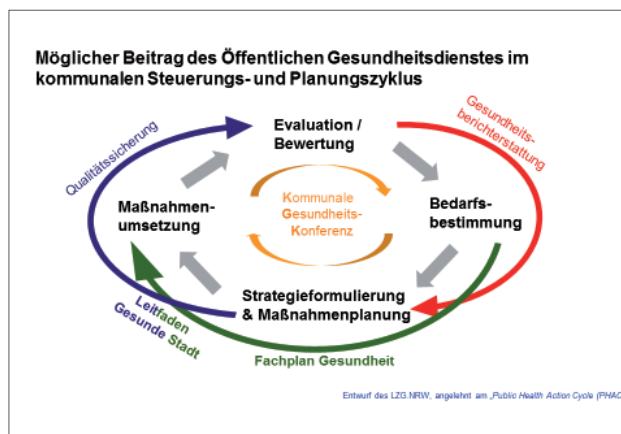 Möglicher Beitrag des Öffentlichen Gesundheitsdienstes im
kommunalen Steuerungs- und Planungszyklus
Evaluation /
Bewertung
Gesundheits-
berichterstattung
Qualitätssicherung
Maßnahmen-
umsetzung
Kommunale
Gesundheits-
Konferenz
Bedarfs-
bestimmung
Strategieformulierung
& Maßnahmenplanung
Leitfaden
Gesunde Stadt
Fachplan Gesundheit
Entwurf des LZG.NRW, angelehnt am „Public Health Action Cycle (PHAC